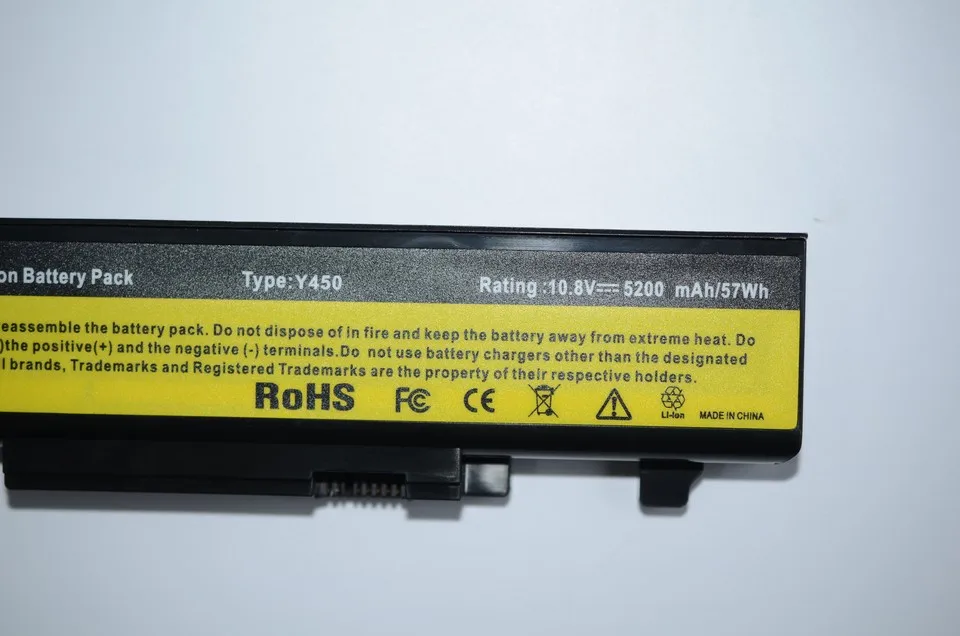 on Battery Pack Type:Y450 Rating :10.8V⎓5200 mAh/57Wh
eassemble the battery pack. Do not dispose of in fire and keep the battery away from extreme heat. Do
)the positive(+) and the negative (-) terminals.Do not use battery chargers other than the designated
l brands, Trademarks and Registered Trademarks are the property of their respective holders.
RoHS FC CE Li-ion MADE IN CHINA